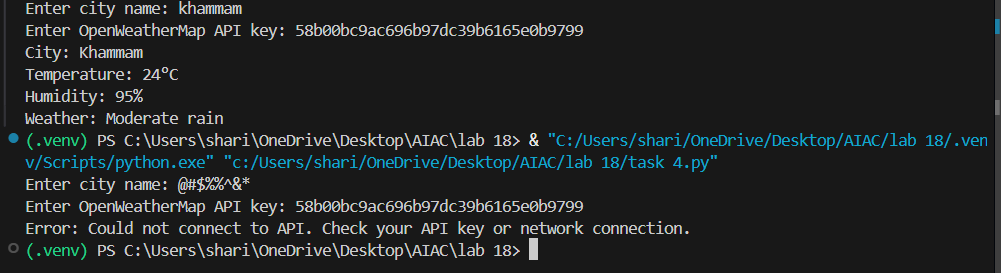 Enter city name: khammam
Enter OpenWeatherMap API key: 58b00bc9ac696b97dc39b6165e0b9799
City: Khammam
Temperature: 24°C
Humidity: 95%
Weather: Moderate rain
(.venv) PS C:\Users\shari\OneDrive\Desktop\AIAC\lab 18> & "C:/Users/shari/OneDrive/Desktop/AIAC/lab 18/.ven
v/Scripts/python.exe" "c:/Users/shari/OneDrive/Desktop/AIAC/lab 18/task 4.py"
Enter city name: @#$%%^&*
Enter OpenWeatherMap API key: 58b00bc9ac696b97dc39b6165e0b9799
Error: Could not connect to API. Check your API key or network connection.
(.venv) PS C:\Users\shari\OneDrive\Desktop\AIAC\lab 18>